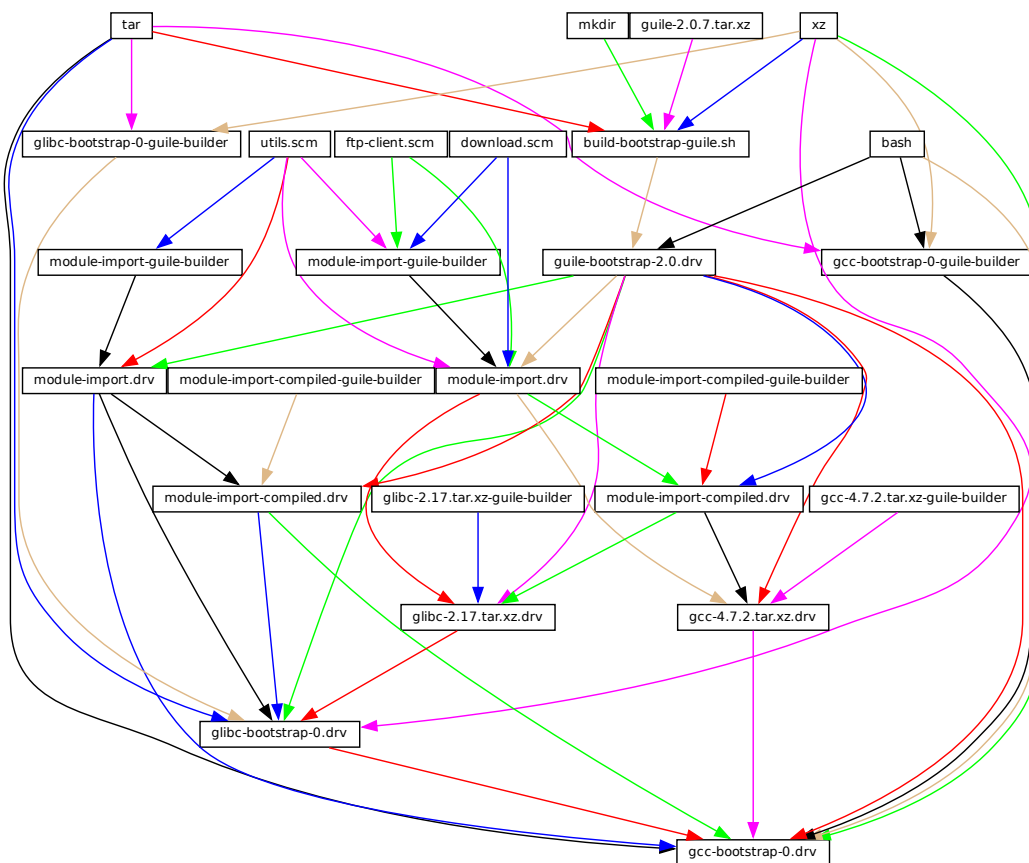 tar
mkdir
guile-2.0.7.tar.xz
xz
glibc-bootstrap-0-guile-builder
utils.scm
ftp-client.scm
download.scm
build-bootstrap-guile.sh
bash
module-import-guile-builder
module-import-guile-builder
guile-bootstrap-2.0.drv
gcc-bootstrap-0-guile-builder
module-import.drv
module-import-compiled-guile-builder
module-import.drv
module-import-compiled-guile-builder
module-import-compiled.drv
glibc-2.17.tar.xz-guile-builder
module-import-compiled.drv
gcc-4.7.2.tar.xz-guile-builder
glibc-2.17.tar.xz.drv
gcc-4.7.2.tar.xz.drv
glibc-bootstrap-0.drv
gcc-bootstrap-0.drv